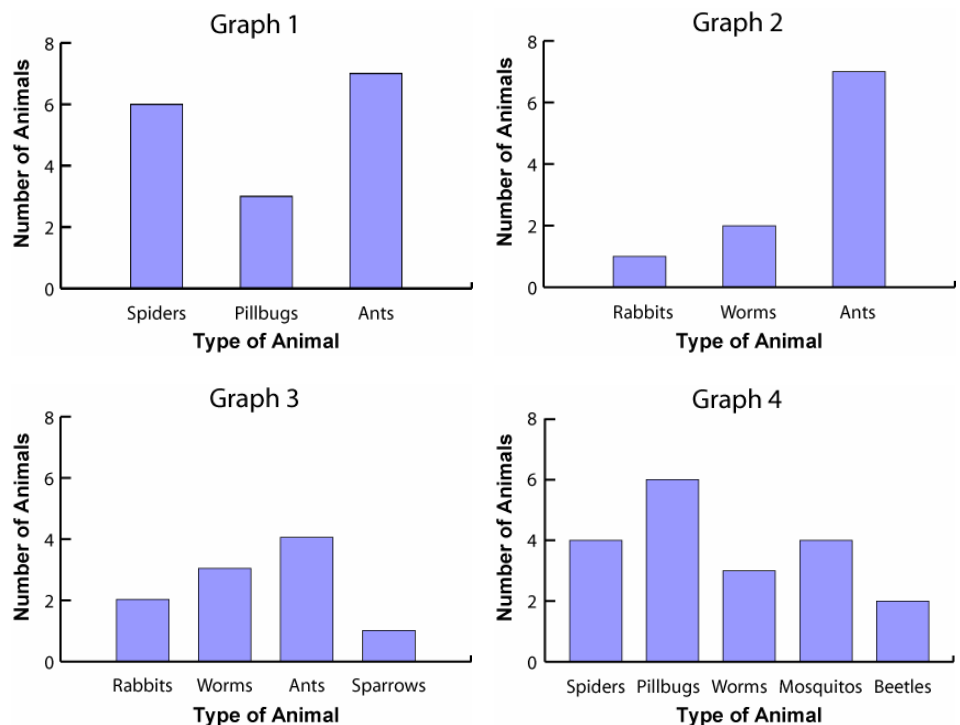 Graph 1
Number of Animals
8
6
4
2
0
Spiders Pillbugs Ants
Type of Animal
Graph 2
Number of Animals
8
6
4
2
0
Rabbits Worms Ants
Type of Animal
Graph 3
Number of Animals
8
6
4
2
0
Rabbits Worms Ants Sparrows
Type of Animal
Graph 4
Number of Animals
8
6
4
2
0
Spiders Pillbugs Worms Mosquitos Beetles
Type of Animal